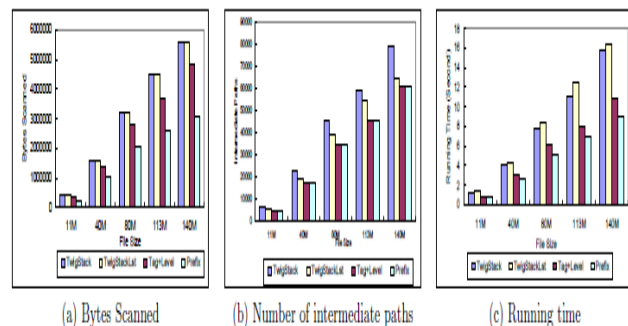 Bytes Scanned
6000000
5000000
4000000
3000000
2000000
1000000
0
11M 40M 80M 113M 140M
File Size
TwigStack TwigStackList Tag+Level Prefix
(a) Bytes Scanned
Intermediate Paths
90000
80000
70000
60000
50000
40000
30000
20000
10000
0
11M 40M 80M 113M 140M
File Size
TwigStack TwigStackList Tag+Level Prefix
(b) Number of intermediate paths
Running Time (Second)
18
16
14
12
10
8
6
4
2
0
11M 40M 80M 113M 140M
File Size
TwigStack TwigStackLst Tag+Level Prefix
(c) Running time